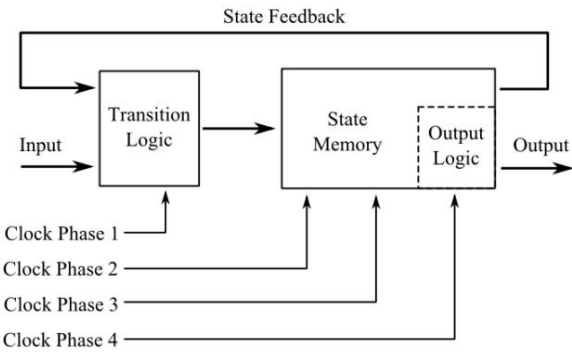 State Feedback
Transition
Logic
State
Memory
Output
Logic
Input
Output
Clock Phase 1
Clock Phase 2
Clock Phase 3
Clock Phase 4